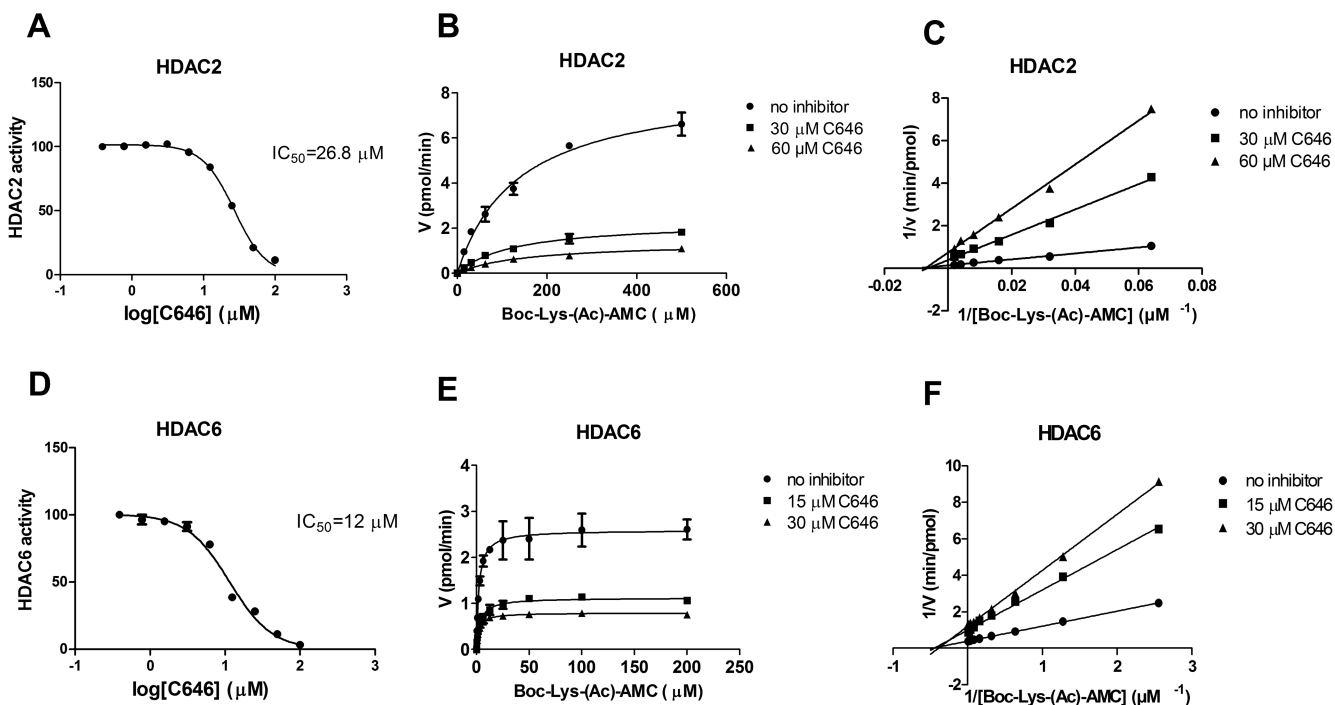 A
HDAC2
HDAC2 activity
150
100
50
0
-1
0
1
2
3
log[C646] (μM)
IC50=26.8 μM
B
HDAC2
V (pmol/min)
8
6
4
2
0
0
200
400
600
Boc-Lys-(Ac)-AMC ( μM)
no inhibitor
30 μM C646
60 μM C646
C
HDAC2
1/v (min/pmol)
8
6
4
2
-2
-0.02
0.02
0.04
0.06
0.08
1/[Boc-Lys-(Ac)-AMC] (μM -1)
no inhibitor
30 μM C646
60 μM C646
D
HDAC6
HDAC6 activity
150
100
50
0
-1
0
1
2
3
log[C646] (μM)
IC50=12 μM
E
HDAC6
V (pmol/min)
4
3
2
1
0
0
50
100
150
200
250
Boc-Lys-(Ac)-AMC (μM)
no inhibitor
15 μM C646
30 μM C646
F
HDAC6
1/V (min/pmol)
10
8
6
4
2
-2
-1
1
2
3
1/[Boc-Lys-(Ac)-AMC] (μM -1)
no inhibitor
15 μM C646
30 μM C646